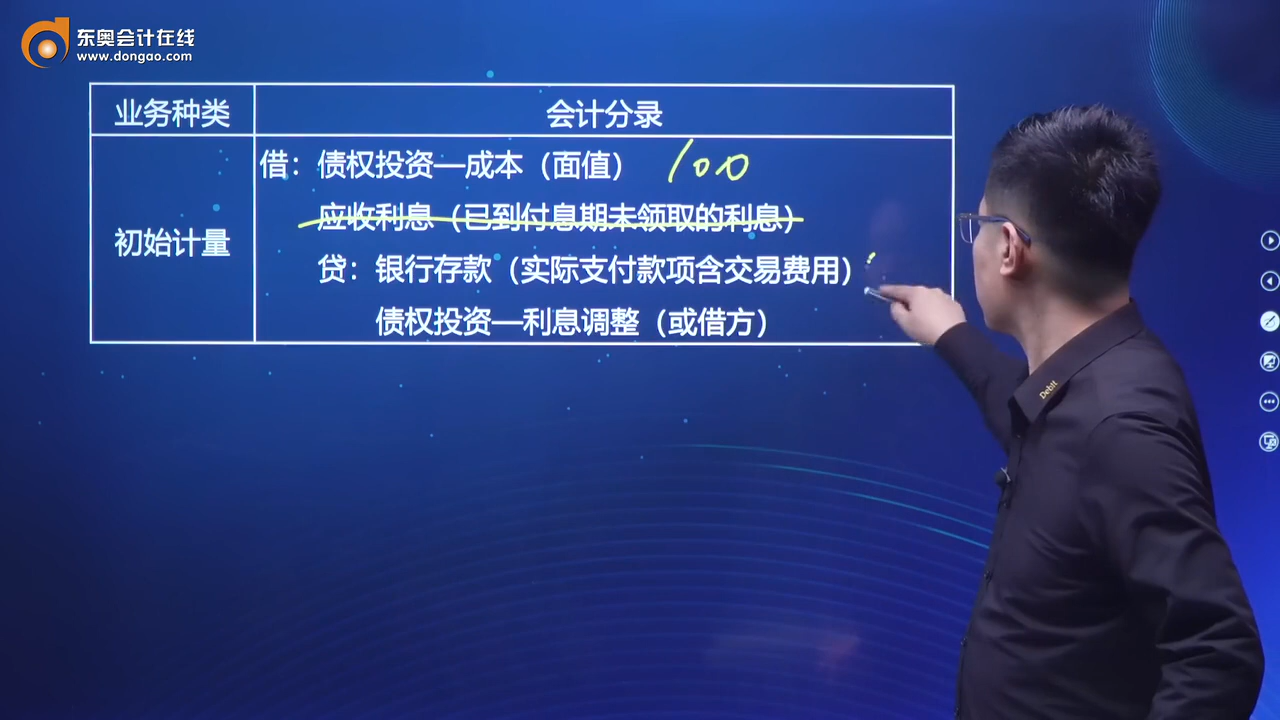 东奥会计在线
www.dongao.com
业务种类
会计分录
初始计量
借：债权投资—成本（面值） 100
应收利息（已到付息期未领取的利息）
贷：银行存款（实际支付款项含交易费用）
债权投资—利息调整（或借方）
Debit